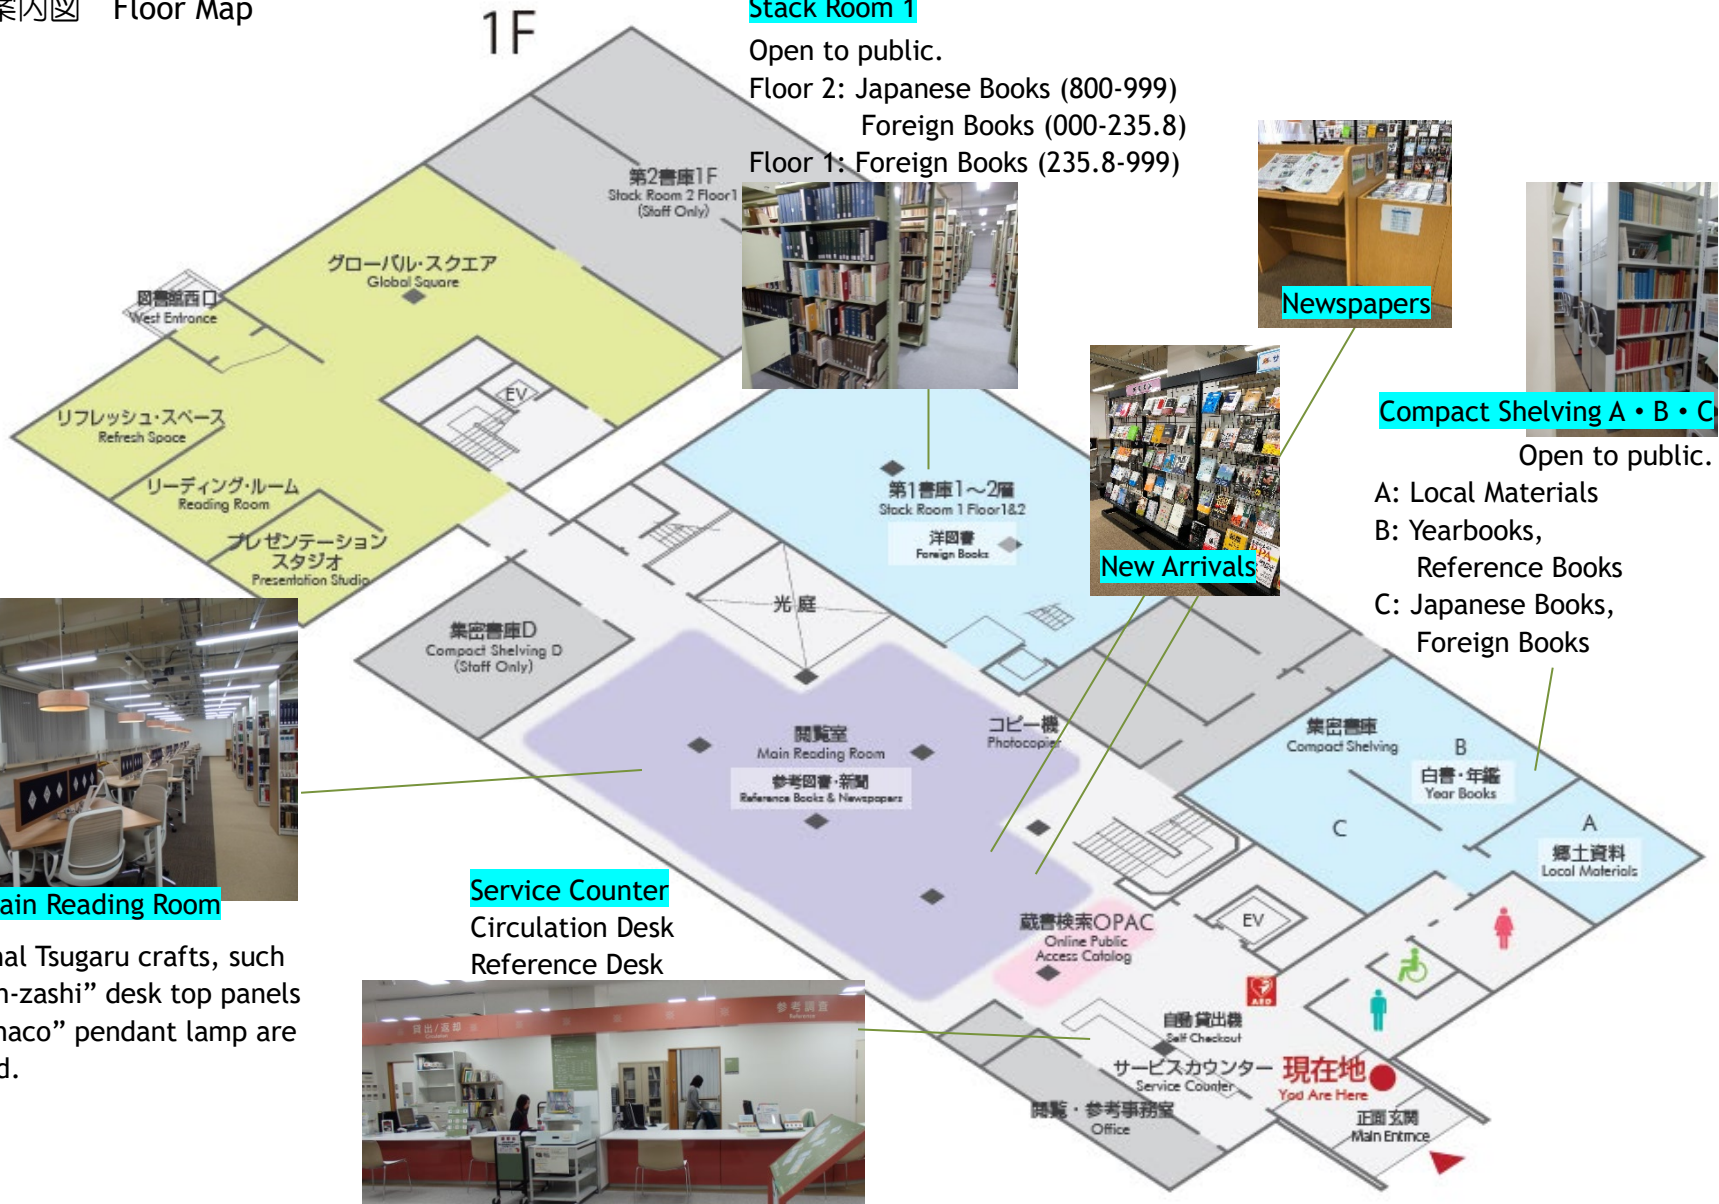 案内図 Floor Map
1F
Stack Room 1
Open to public.
Floor 2: Japanese Books (800-999)
Foreign Books (000-235.8)
Floor 1: Foreign Books (235.8-999)
第2書庫1F
Stack Room 2 Floor1
(Staff Only)
グローバル・スクエア
Global Square
図書館西口
West Entrance
EV
リフレッシュ・スペース
Refresh Space
リーディング・ルーム
Reading Room
プレゼンテーション
スタジオ
Presentation Studio
Newspapers
New Arrivals
Compact Shelving A • B • C
Open to public.
A: Local Materials
B: Yearbooks,
Reference Books
C: Japanese Books,
Foreign Books
第1書庫1～2層
Stack Room 1 Floor1&2
洋図書
Foreign Books
光庭
集密書庫D
Compact Shelving D
(Staff Only)
閲覧室
Main Reading Room
参考図書・新聞
Reference Books & Newspapers
コピー機
Photocopier
集密書庫
Compact Shelving
B
白書・年鑑
Year Books
C
A
郷土資料
Local Materials
ain Reading Room
nal Tsugaru crafts, such
n-zashi” desk top panels
naco” pendant lamp are
d.
Service Counter
Circulation Desk
Reference Desk
貸出/返却
参考調査
Reference
蔵書検索OPAC
Online Public
Access Catalog
EV
AED
自動貸出機
Self Checkout
サービスカウンター
Service Counter
現在地
You Are Here
閲覧・参考事務室
Office
正面玄関
Main Entrnce